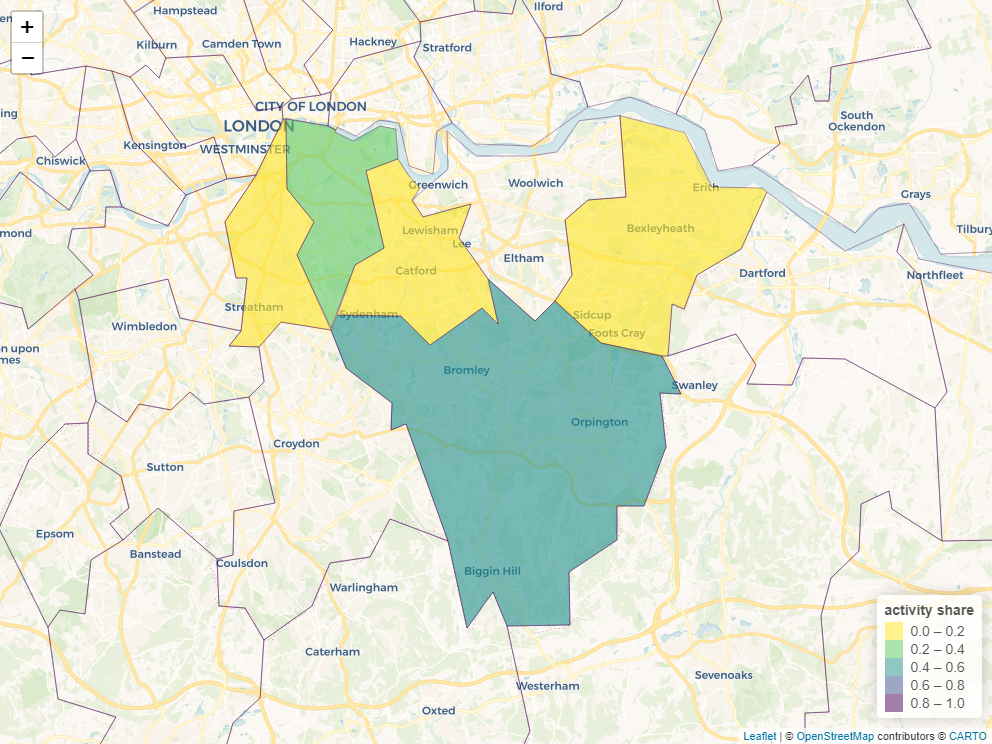 Hampstead
Ilford
Kilburn
Camden Town
Hackney
Stratford
CITY OF LONDON
LONDON
South
Ockendon
ing
Kensington
WESTMINSTER
Chiswick
Greenwich
Woolwich
Erith
Grays
mond
Lewisham
Lee
Bexleyheath
Tilbury
Eltham
Catford
Dartford
Northfleet
Streatham
Sydenham
Sidcup
Wimbledon
Foots Cray
n upon
mes
Bromley
Swanley
Orpington
Croydon
Sutton
Epsom
Banstead
Coulsdon
Biggin Hill
Warlingham
Caterham
Sevenoaks
Westerham
Oxted
+
−
activity share
0.0 – 0.2
0.2 – 0.4
0.4 – 0.6
0.6 – 0.8
0.8 – 1.0
Leaflet | © OpenStreetMap contributors © CARTO